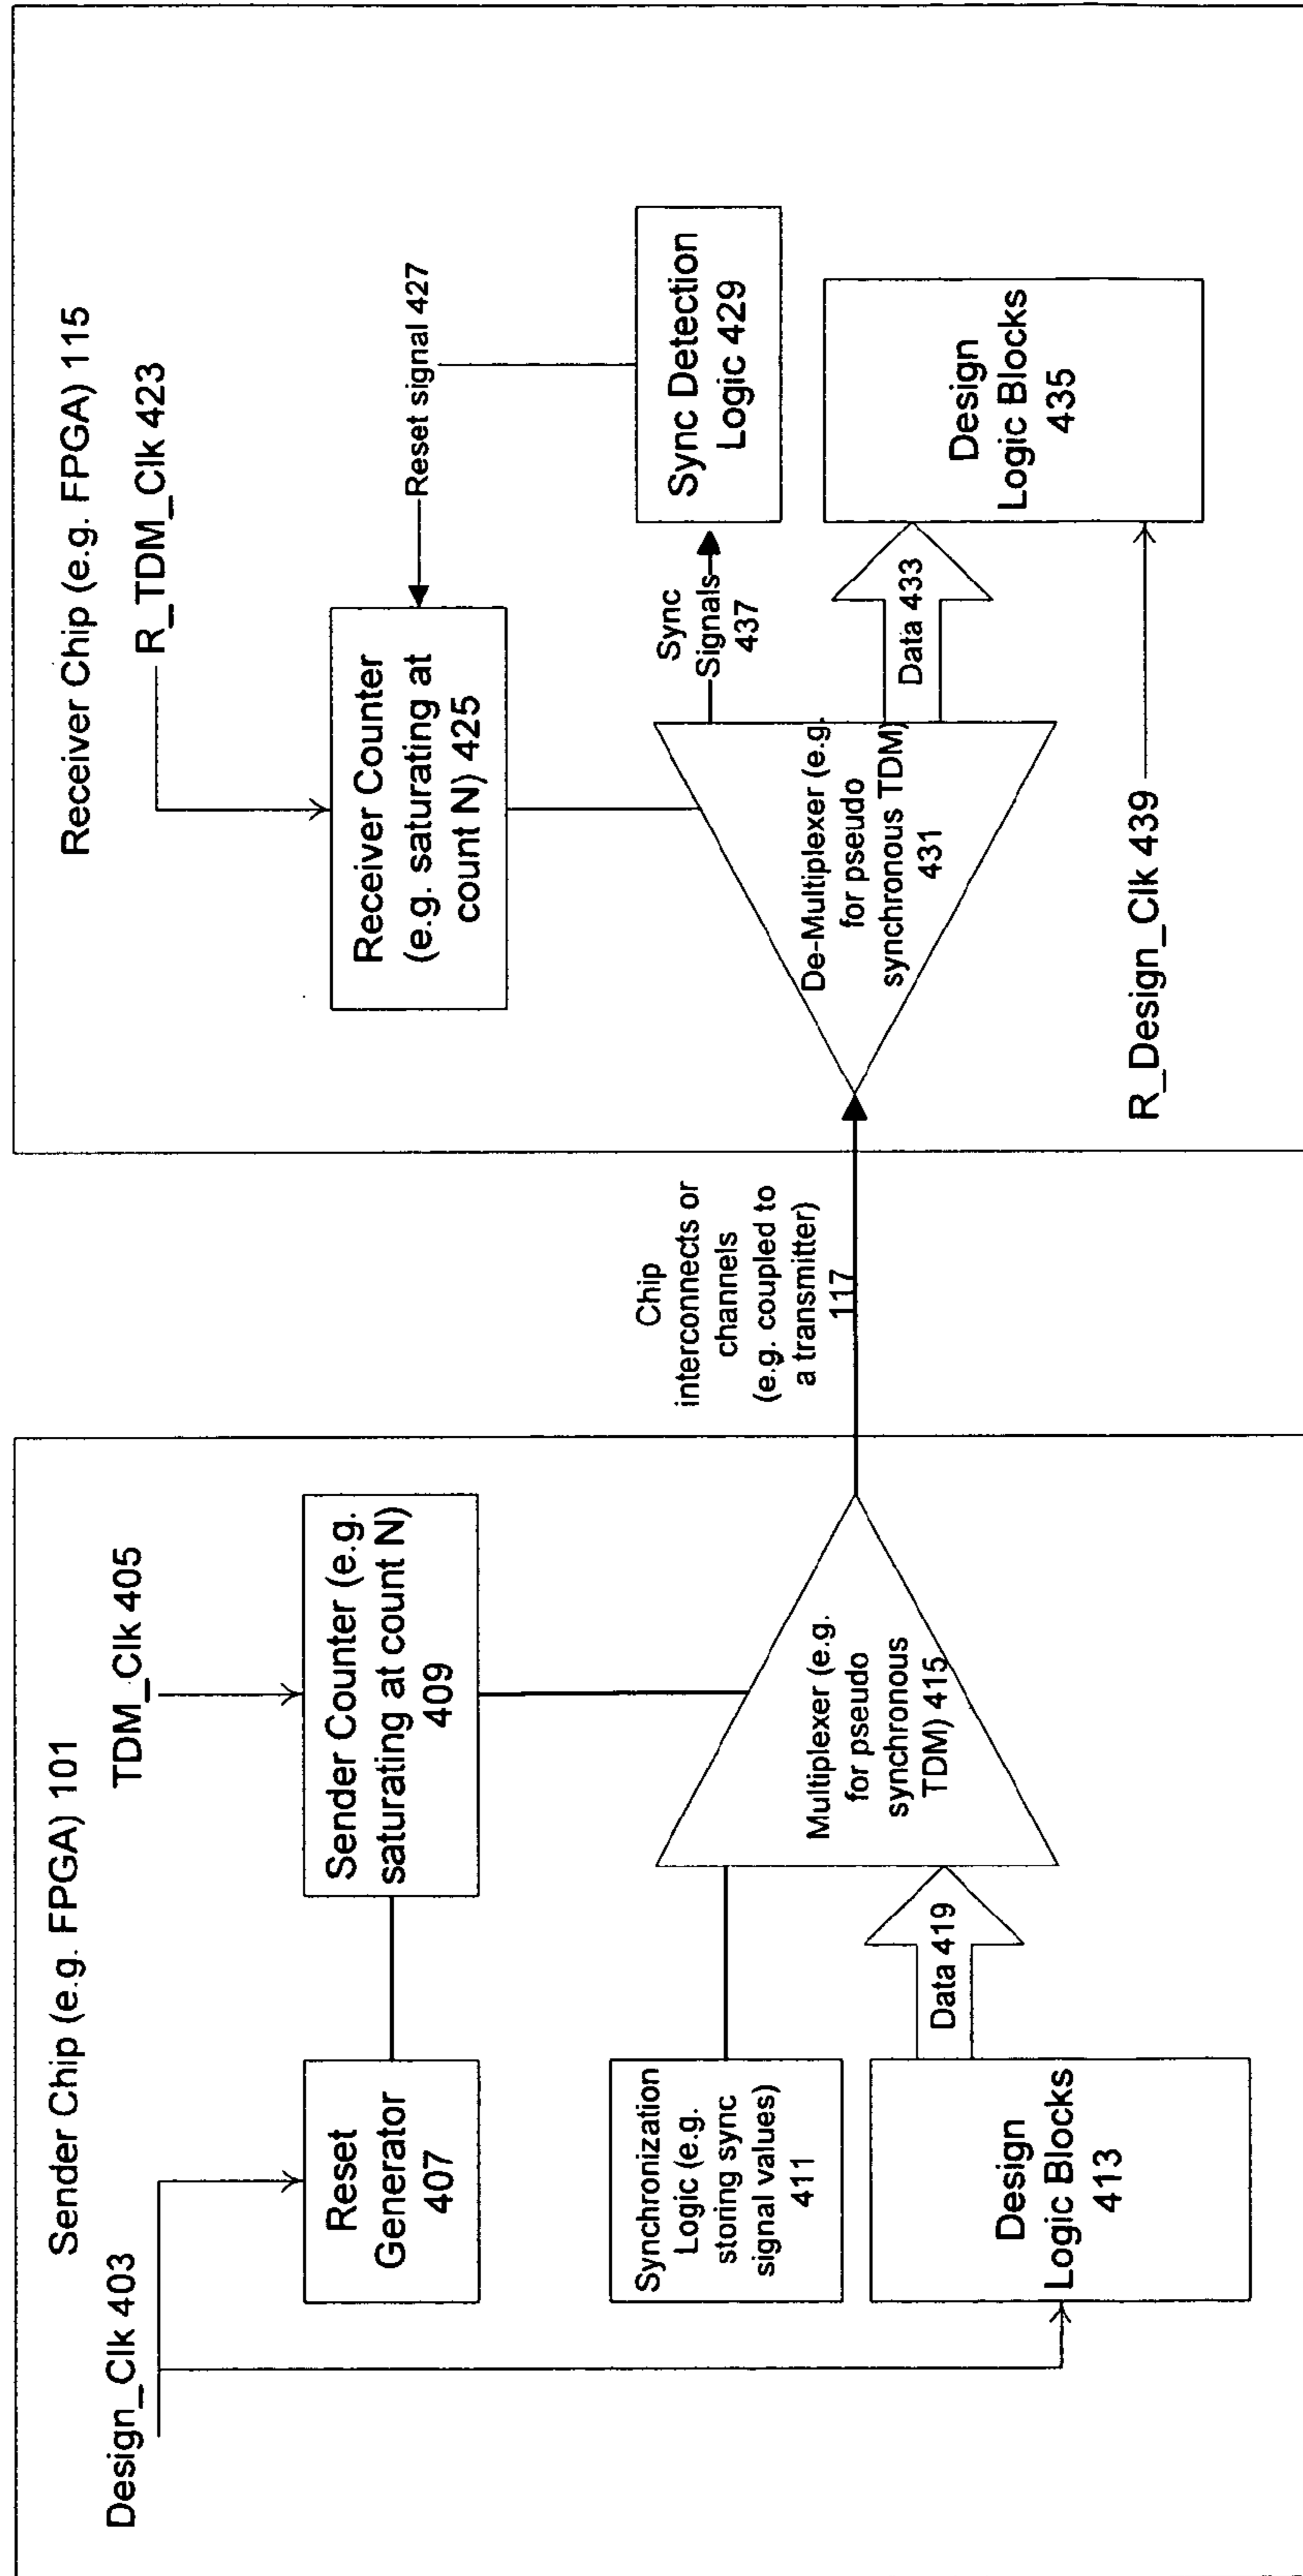 Sender Chip (e.g. FPGA) 101
Design_Clk 403
TDM_Clk 405
Reset
Generator
407
Sender Counter (e.g.
saturating at count N)
409
Synchronization
Logic (e.g.
storing sync
signal values)
411
Design
Logic Blocks
413
Data 419
Multiplexer (e.g.
for pseudo
synchronous
TDM) 415
Chip
interconnects or
channels
(e.g. coupled to
a transmitter)
117
Receiver Chip (e.g. FPGA) 115
R_TDM_Clk 423
Receiver Counter
(e.g. saturating at
count N) 425
Reset signal 427
Sync
Signals
437
Sync Detection
Logic 429
De-Multiplexer (e.g.
for pseudo
synchronous TDM)
431
Data 433
Design
Logic Blocks
435
R_Design_Clk 439